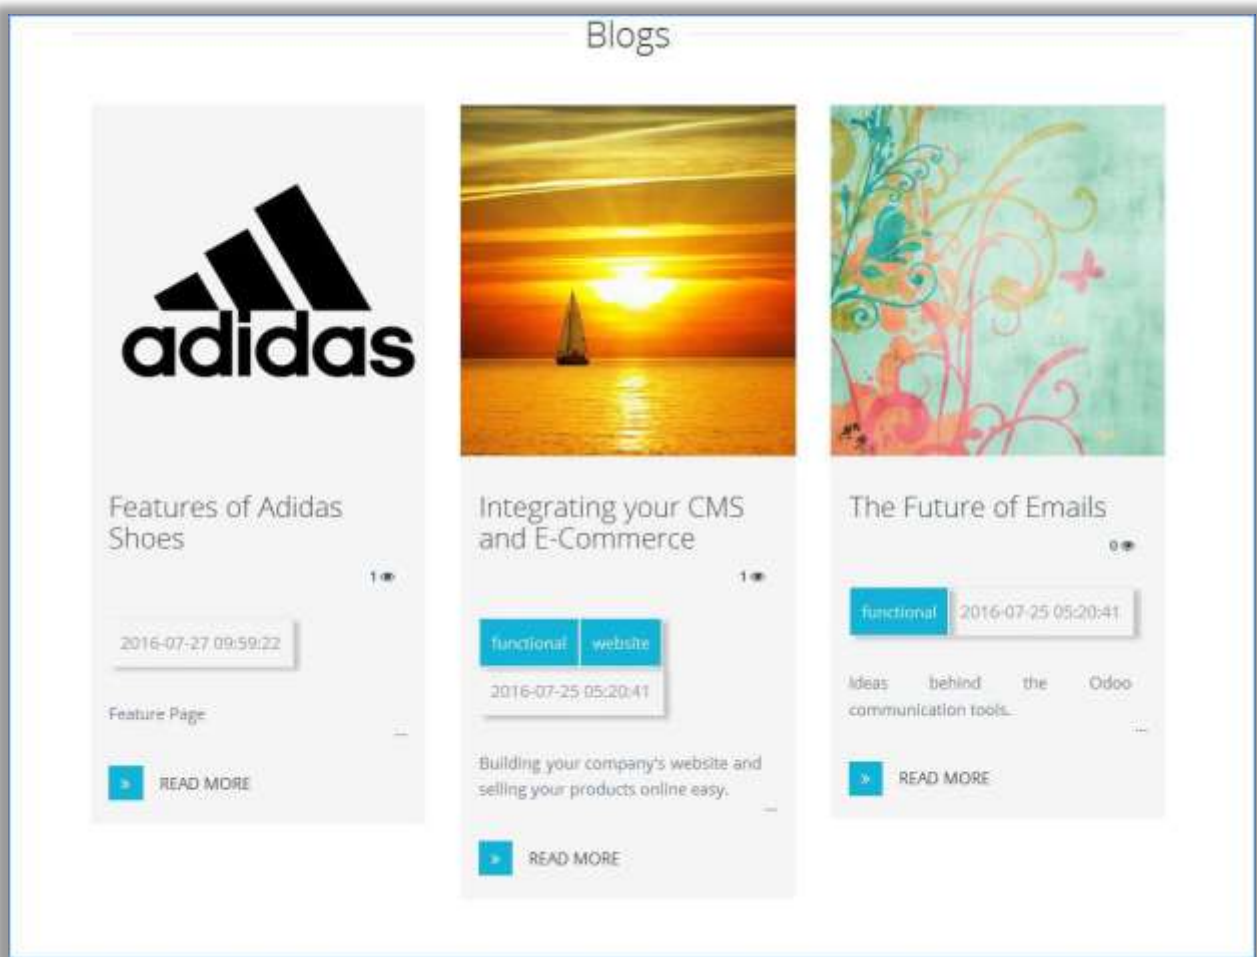 Blogs
adidas
Features of Adidas
Shoes
1
2016-07-27 09:59:22
Feature Page
...
» READ MORE
Integrating your CMS
and E-Commerce
1
functional website
2016-07-25 05:20:41
Building your company's website and
selling your products online easy.
...
» READ MORE
The Future of Emails
0
functional 2016-07-25 05:20:41
Ideas behind the Odoo
communication tools.
...
» READ MORE